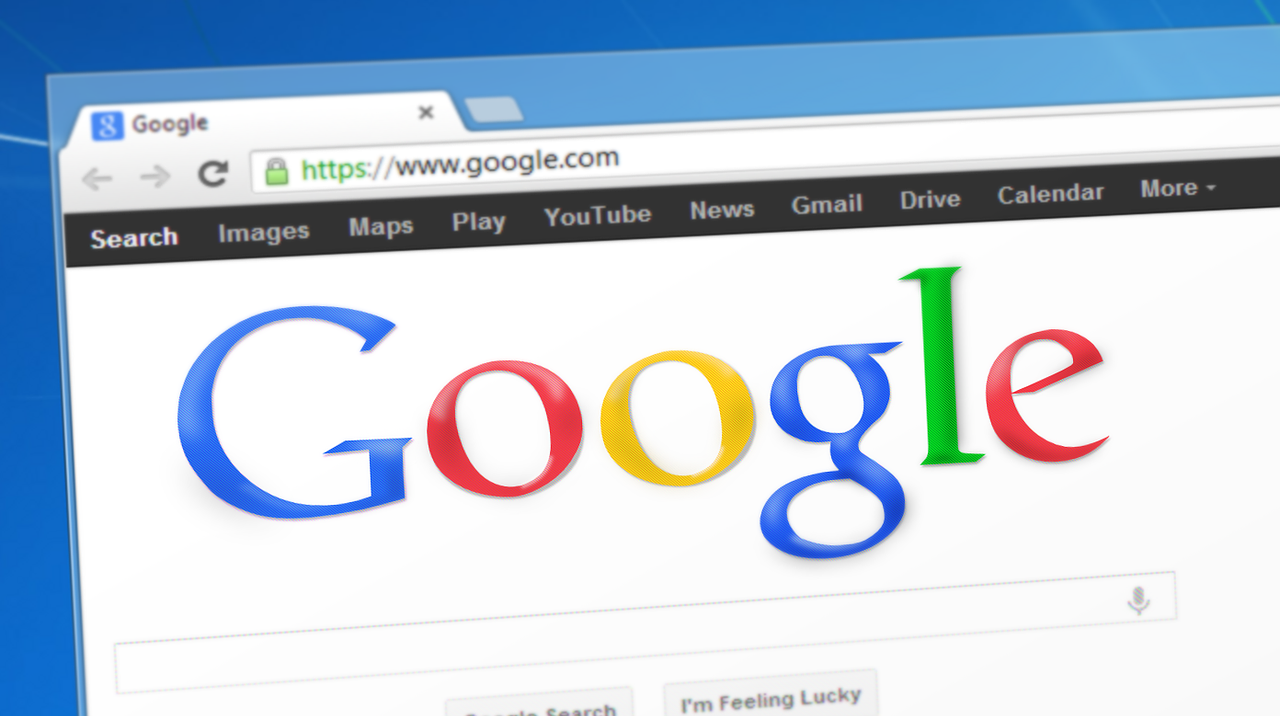 Google
https://www.google.com
Search Images Maps Play YouTube News Gmail Drive Calendar More
Google
Google Search I'm Feeling Lucky